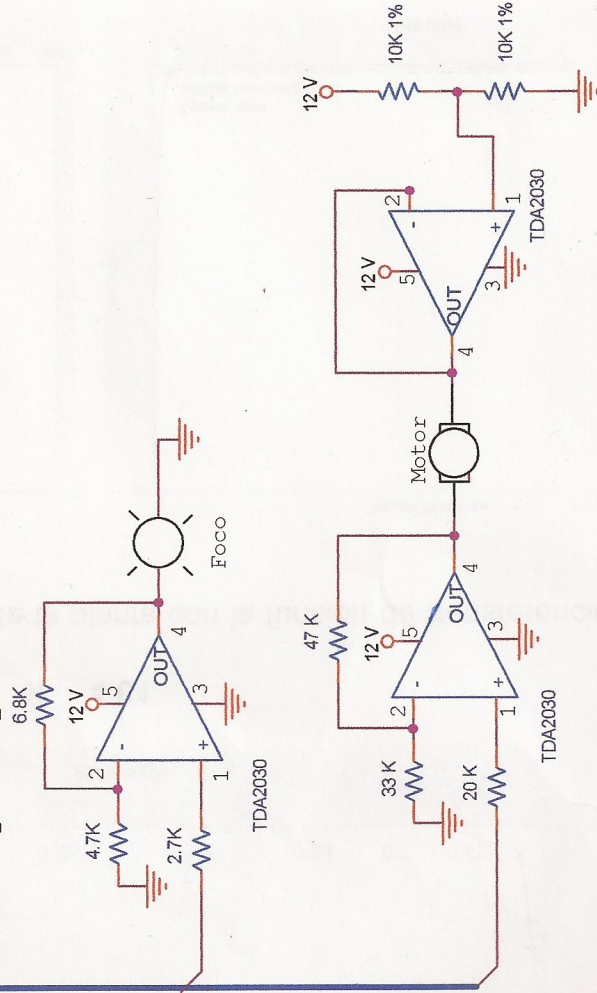 6.8K
12 V
5
2
-
OUT
4
4.7K
+
3
1
2.7K
TDA2030
Foco
47 K
12 V
5
2
-
OUT
4
33 K
+
3
1
20 K
TDA2030
Motor
12 V
10K 1%
10K 1%
2
-
12 V
5
OUT
4
+
3
1
TDA2030